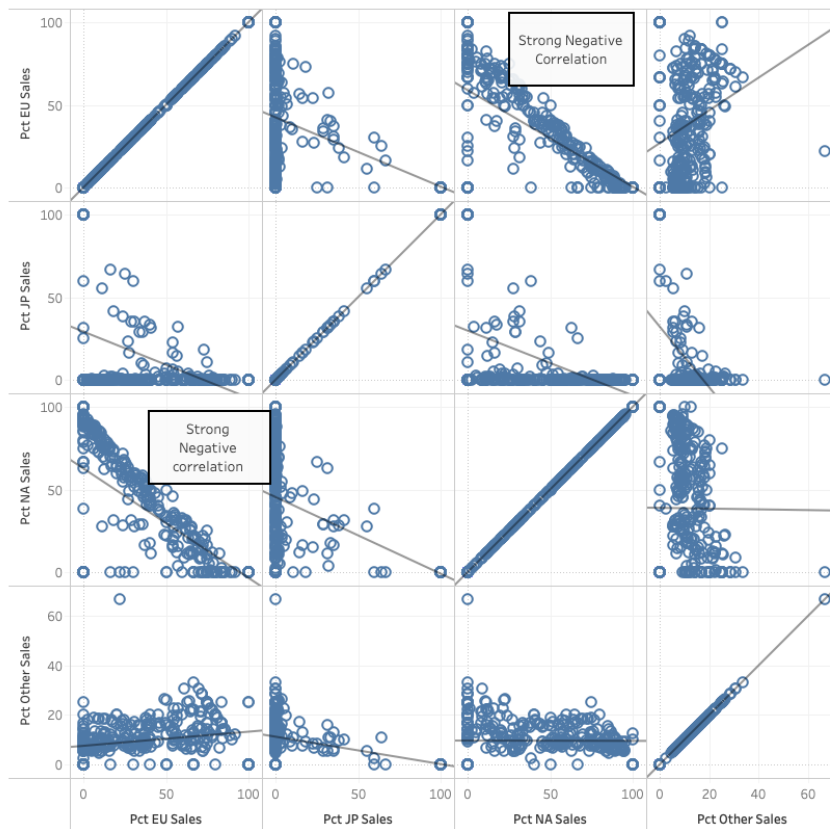 100
Strong Negative
Correlation
50
0
Pct EU Sales
100
50
0
Pct JP Sales
100
Strong
Negative
correlation
50
0
Pct NA Sales
60
40
20
0
Pct Other Sales
0 50 100 0 50 100 0 50 100 0 20 40 60
Pct EU Sales Pct JP Sales Pct NA Sales Pct Other Sales